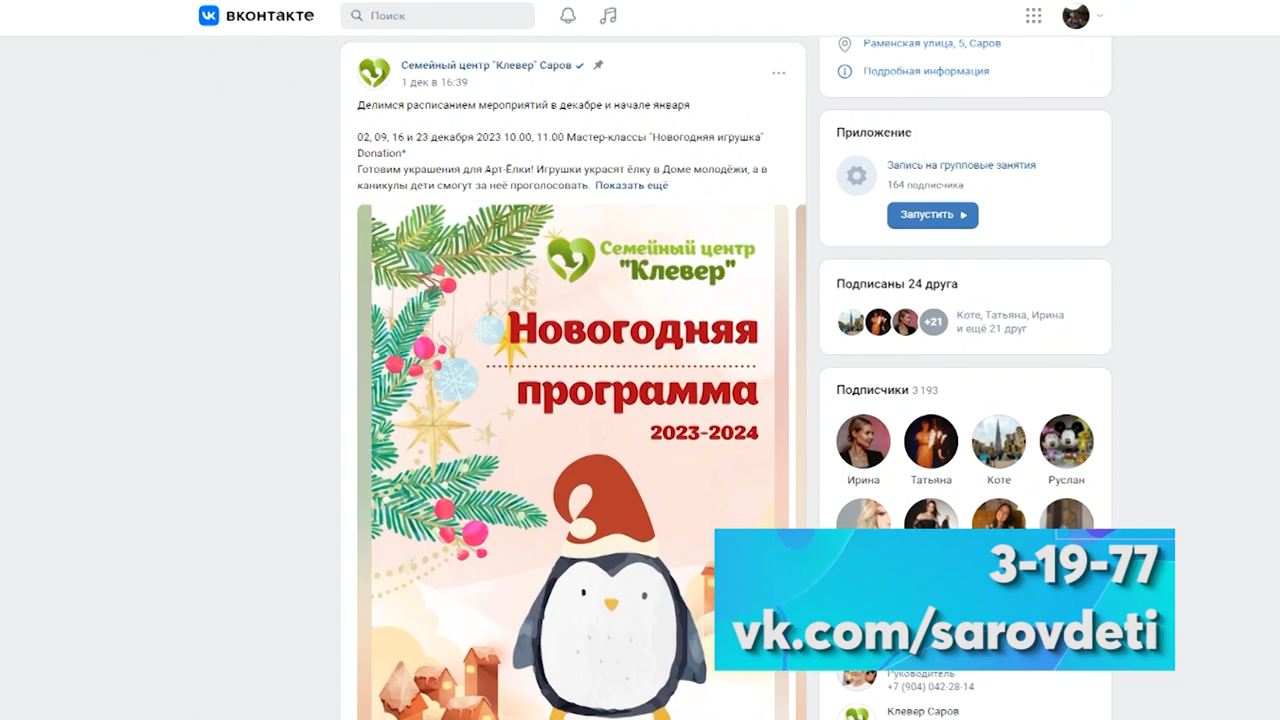 вконтакте
Поиск
Семейный центр "Клевер" Саров
1 дек в 16:39
Делимся расписанием мероприятий в декабре и начале января
02, 09, 16 и 23 декабря 2023 10.00, 11.00 Мастер-классы "Новогодняя игрушка"
Donation*
Готовим украшения для Арт-Ёлки! Игрушки украсят ёлку в Доме молодёжи, а в
каникулы дети смогут за неё проголосовать. Показать ещё
Семейный центр
"Клевер"
Новогодняя
программа
2023-2024
Раменская улица, 5, Саров
Подробная информация
Приложение
Запись на групповые занятия
164 подписчика
Запустить
Подписаны 24 друга
+21
Коте, Татьяна, Ирина
и ещё 21 друг
Подписчики 3 193
Ирина
Татьяна
Коте
Руслан
3-19-77
vk.com/sarovdeti
Руководитель
+7 (904) 042-28-14
Клевер Саров